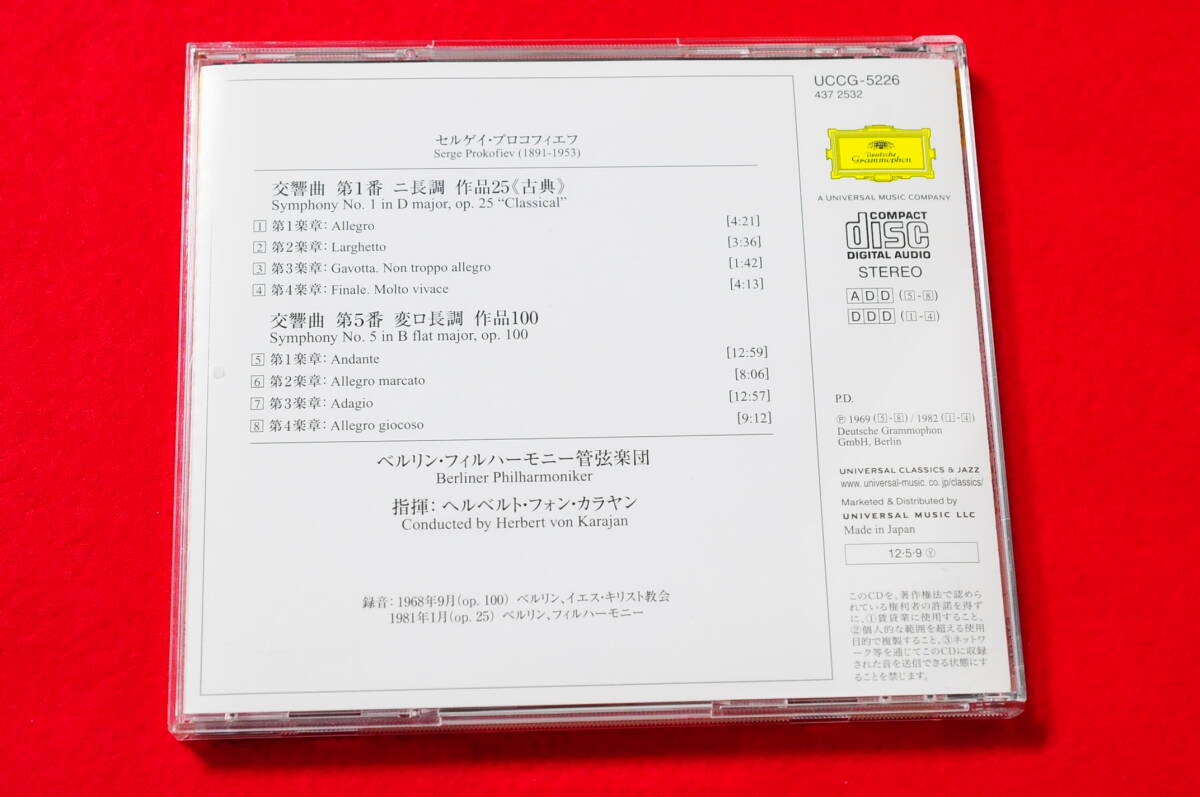 セルゲイ・プロコフィエフ
Serge Prokofiev (1891-1953)
交響曲 第1番 ニ長調 作品25《古典》
Symphony No. 1 in D major, op. 25 “Classical”
1 第1楽章: Allegro [4:21]
2 第2楽章: Larghetto [3:36]
3 第3楽章: Gavotta. Non troppo allegro [1:42]
4 第4楽章: Finale. Molto vivace [4:13]
交響曲 第5番 変ロ長調 作品100
Symphony No. 5 in B flat major, op. 100
5 第1楽章: Andante [12:59]
6 第2楽章: Allegro marcato [8:06]
7 第3楽章: Adagio [12:57]
8 第4楽章: Allegro giocoso [9:12]
ベルリン・フィルハーモニー管弦楽団
Berliner Philharmoniker
指揮: ヘルベルト・フォン・カラヤン
Conducted by Herbert von Karajan
録音: 1968年9月(op. 100) ベルリン、イエス・キリスト教会
1981年1月(op. 25) ベルリン、フィルハーモニー
UCCG-5226
437 2532
Deutsche
Grammophon
A UNIVERSAL MUSIC COMPANY
COMPACT
disc
DIGITAL AUDIO
STEREO
ADD (5-8)
DDD (1-4)
P.D.
℗ 1969 (5-8) / 1982 (1-4)
Deutsche Grammophon
GmbH, Berlin
UNIVERSAL CLASSICS & JAZZ
www. universal-music. co. jp/classics/
Marketed & Distributed by
UNIVERSAL MUSIC LLC
Made in Japan
12・5・9 Ⓨ
このCDを、著作権法で認めら
れている権利者の許諾を得ず
に、①賃貸業に使用すること、
②個人的な範囲を超える使用
目的で複製すること、③ネットワ
ーク等を通じてこのCDに収録
された音を送信できる状態にす
ることを禁じます。